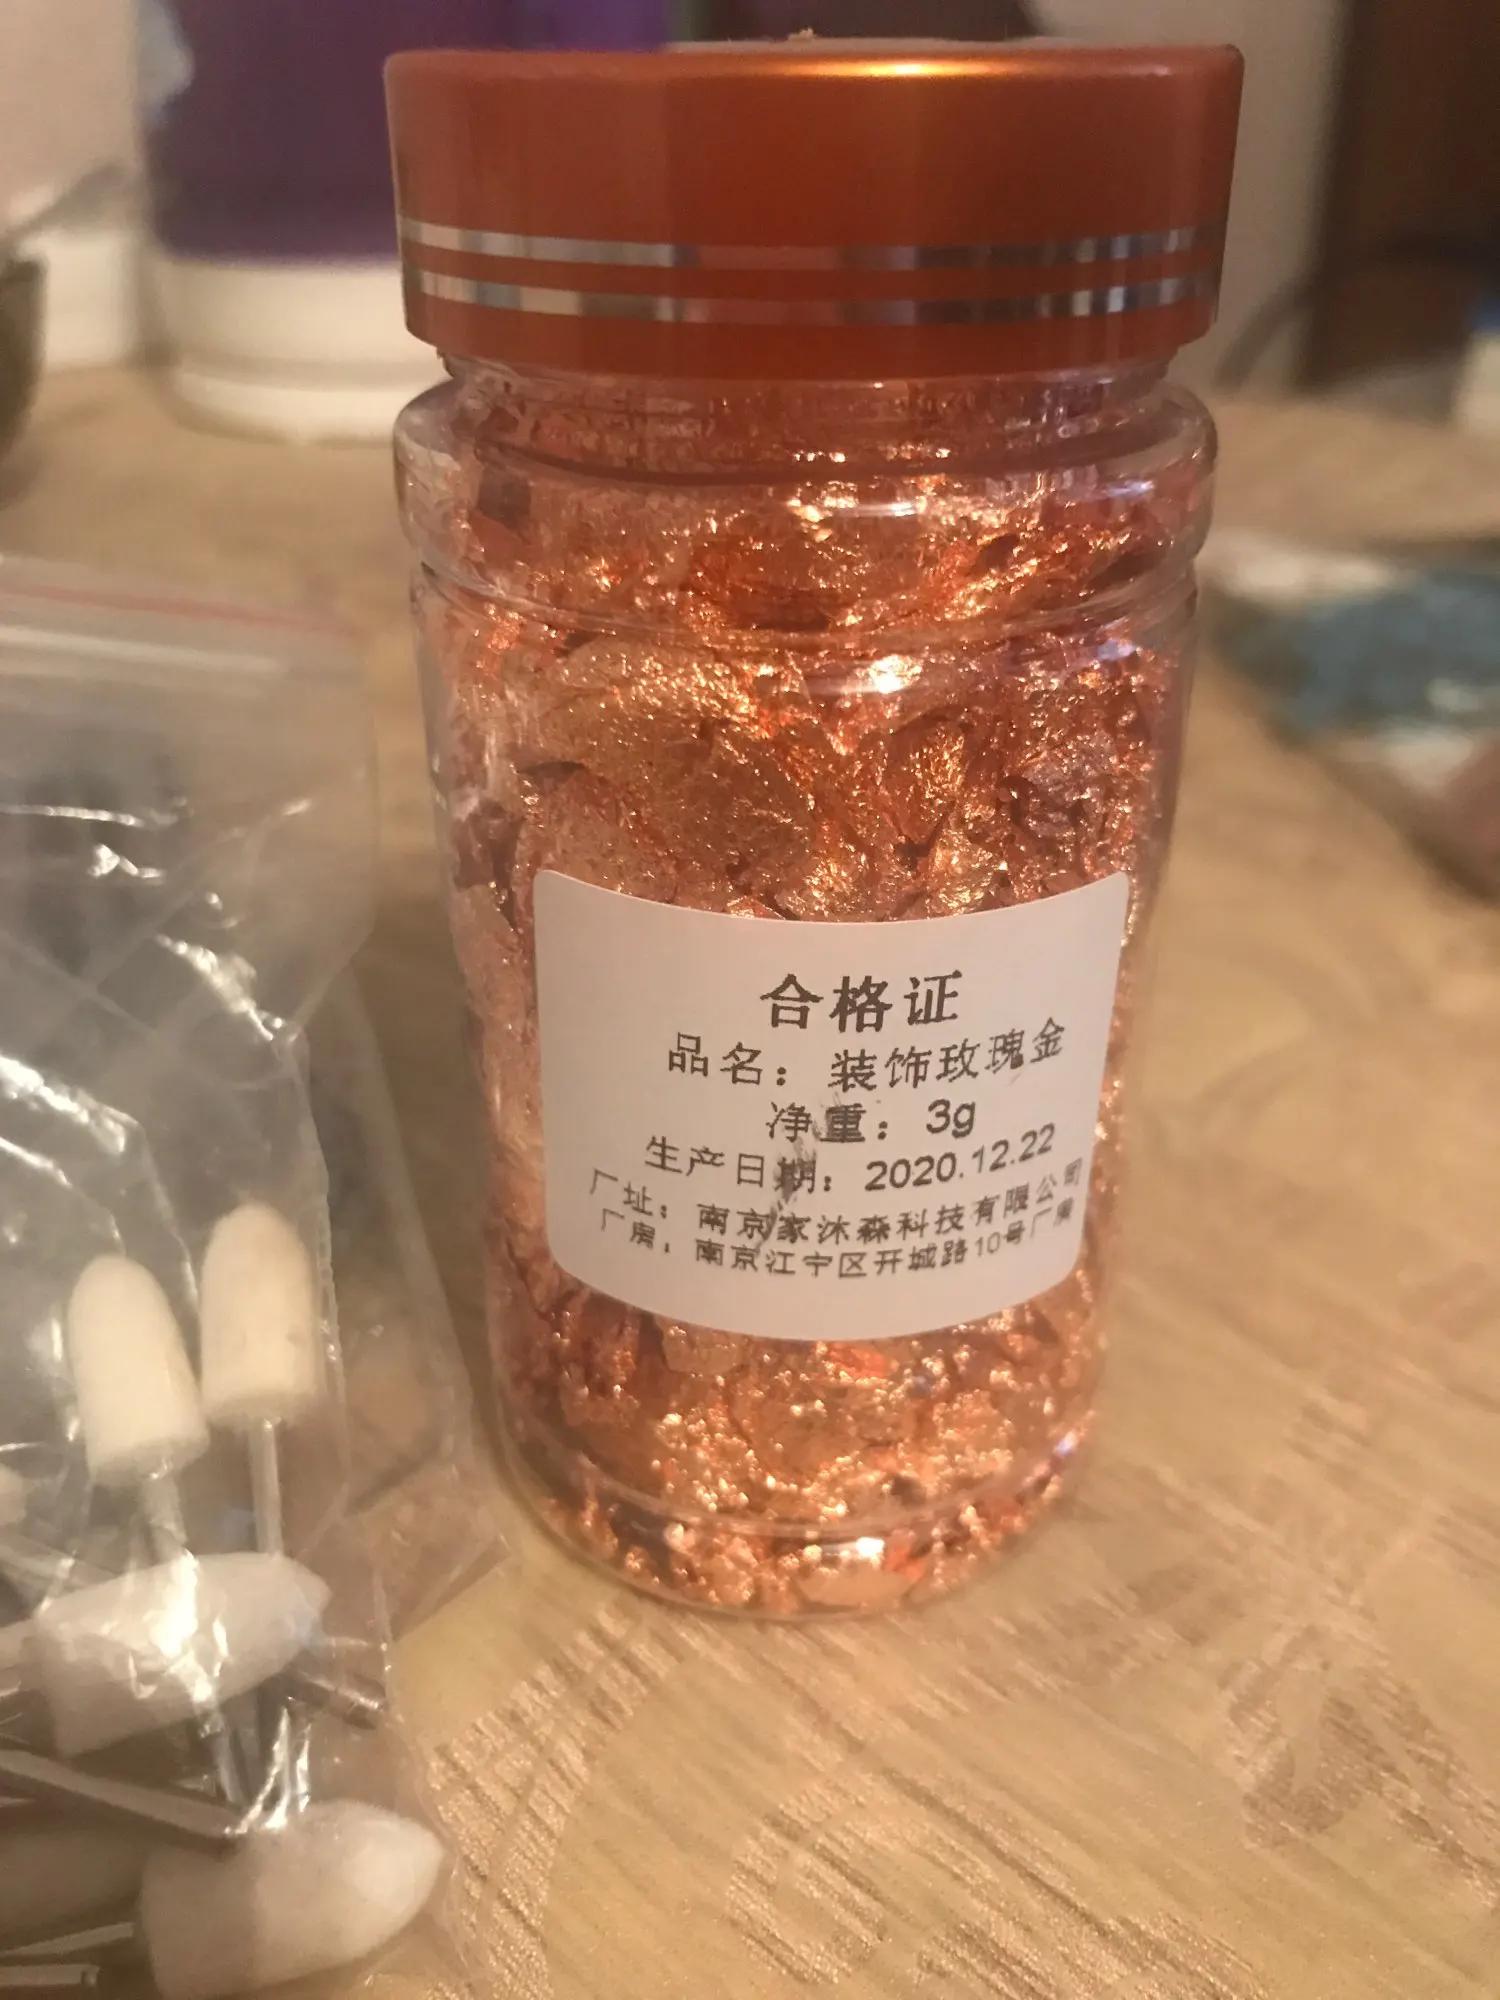 合格证
品名：装饰玫瑰金
净重：3g
生产日期：2020.12.22
厂址：南京家沐森科技有限公司
厂房：南京江宁区开城路10号厂房